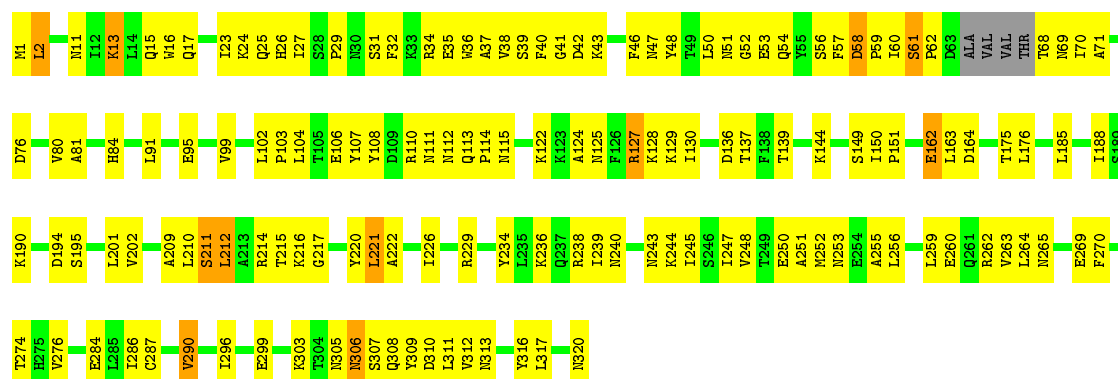 M1 L2 N11 I12 K13 L14 Q15 W16 Q17 I23 K24 Q25 H26 I27 S28 P29 N30 S31 F32 K33 R34 E35 W36 A37 V38 S39 F40 G41 D42 K43 F46 N47 Y48 T49 L50 N51 G52 E53 Q54 Y55 S56 F57 D58 P59 I60 S61 P62 D63 ALA VAL VAL THR T68 N69 I70 A71
D76 V80 A81 H84 L91 E95 V99 L102 P103 L104 T105 E106 Y107 Y108 D109 R110 N111 N112 Q113 P114 N115 K122 K123 A124 N125 F126 R127 K128 K129 I130 D136 T137 F138 T139 K144 S149 I150 P151 E162 L163 D164 T175 L176 L185 I188 S189
K190 D194 S195 L201 V202 A209 L210 S211 L212 A213 R214 T215 K216 G217 Y220 L221 A222 I226 R229 Y234 L235 K236 Q237 R238 I239 N240 N243 K244 I245 S246 I247 V248 T249 E250 A251 M252 N253 E254 A255 L256 L259 E260 Q261 R262 V263 L264 N265 E269 F270
T274 H275 V276 E284 L285 I286 C287 V290 I296 E299 K303 T304 N305 N306 S307 Q308 Y309 D310 L311 V312 N313 Y316 L317 N320